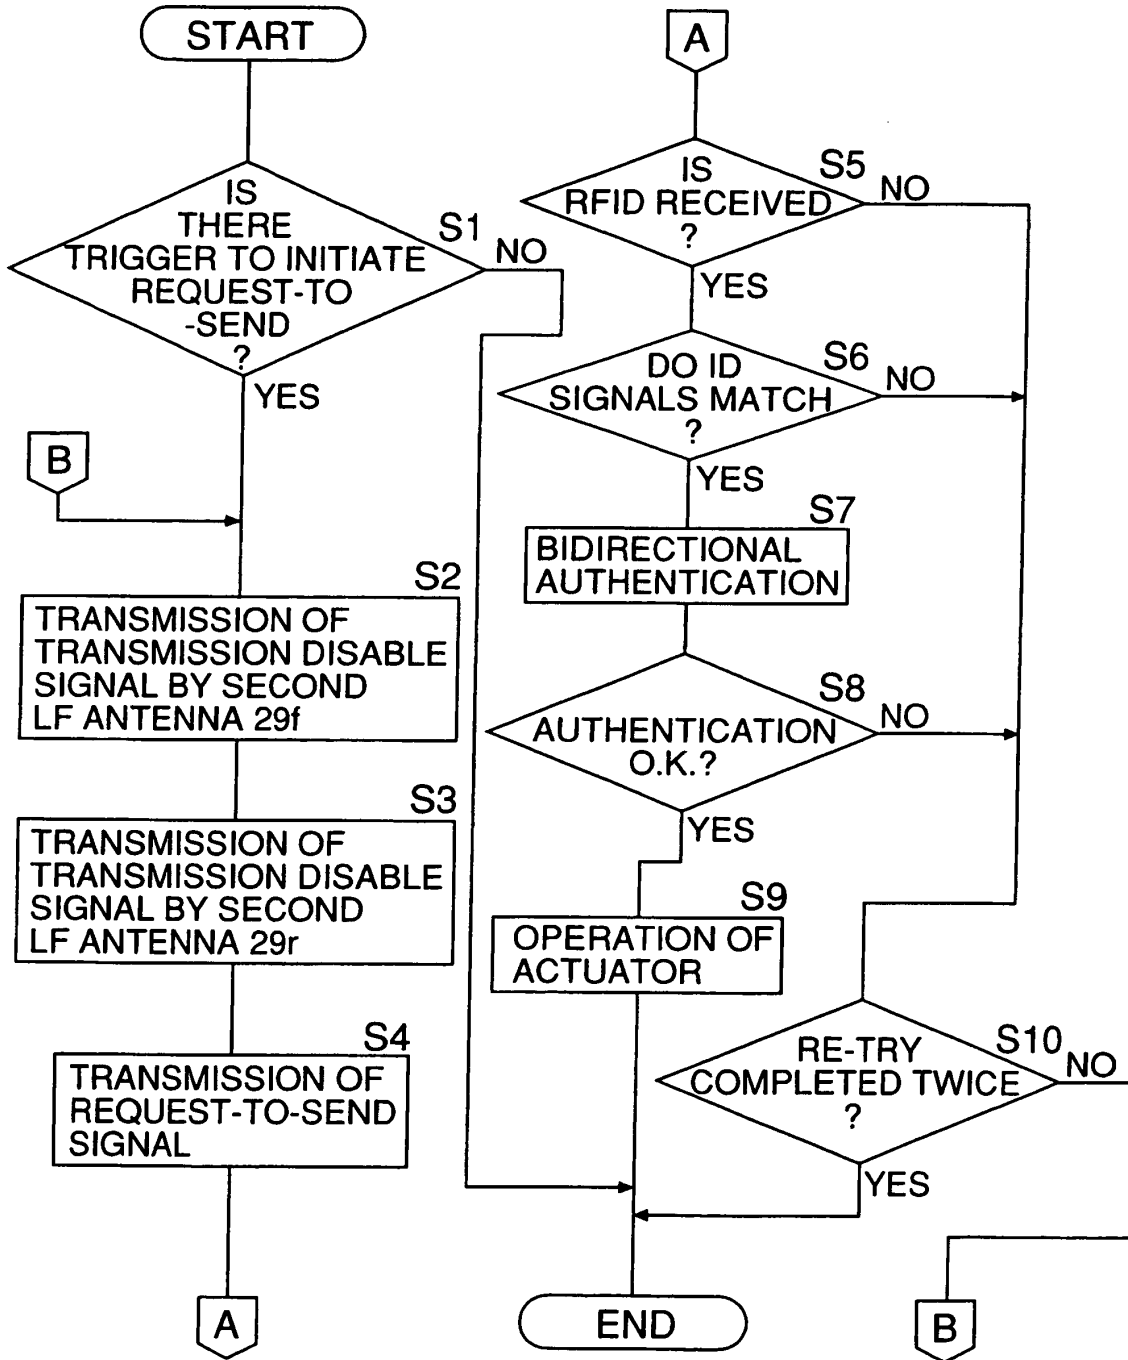 START
IS
THERE
TRIGGER TO INITIATE
REQUEST-TO
-SEND
?
S1
NO
YES
B
S2
TRANSMISSION OF
TRANSMISSION DISABLE
SIGNAL BY SECOND
LF ANTENNA 29f
S3
TRANSMISSION OF
TRANSMISSION DISABLE
SIGNAL BY SECOND
LF ANTENNA 29r
S4
TRANSMISSION OF
REQUEST-TO-SEND
SIGNAL
A
A
IS
RFID RECEIVED
?
S5
NO
YES
DO ID
SIGNALS MATCH
?
S6
NO
YES
S7
BIDIRECTIONAL
AUTHENTICATION
S8
AUTHENTICATION
O.K.?
NO
YES
S9
OPERATION OF
ACTUATOR
RE-TRY
COMPLETED TWICE
?
S10
NO
YES
END
B